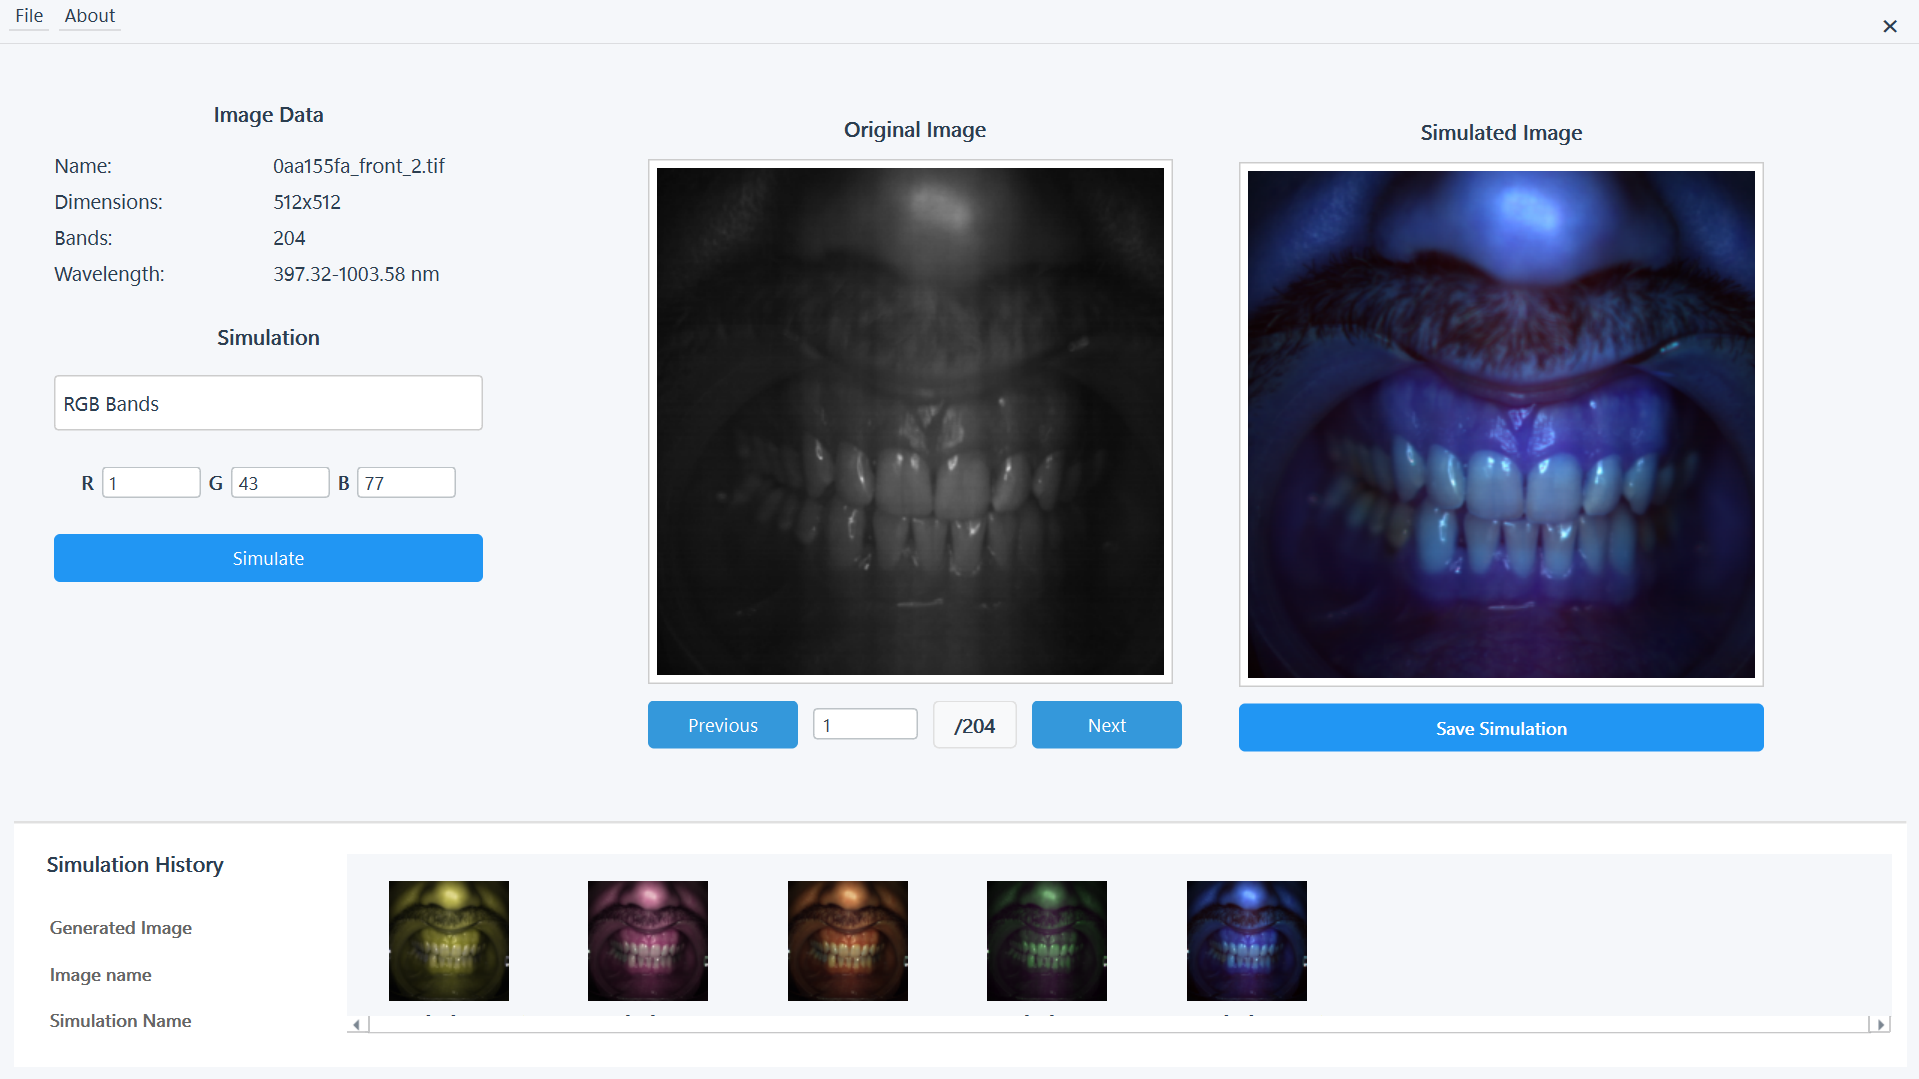 File About
✕
Image Data
Name: 0aa155fa_front_2.tif
Dimensions: 512x512
Bands: 204
Wavelength: 397.32-1003.58 nm
Simulation
RGB Bands
R 1 G 43 B 77
Simulate
Original Image
Previous 1 /204 Next
Simulated Image
Save Simulation
Simulation History
Generated Image
Image name
Simulation Name